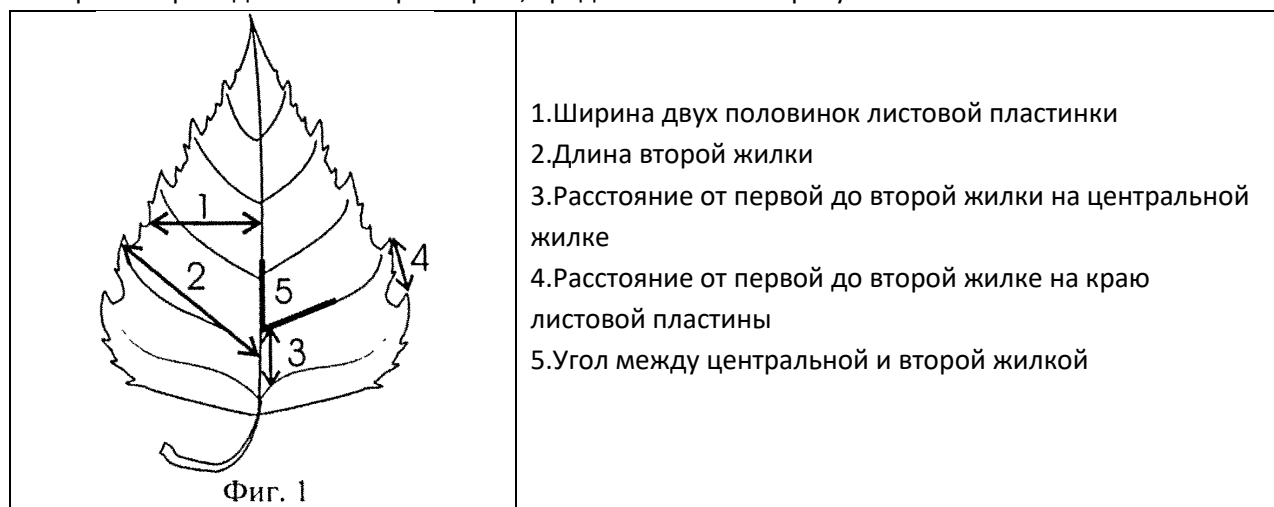 1
2
5
4
3
Фиг. 1
1.Ширина двух половинок листовой пластинки
2.Длина второй жилки
3.Расстояние от первой до второй жилки на центральной
жилке
4.Расстояние от первой до второй жилке на краю
листовой пластины
5.Угол между центральной и второй жилкой